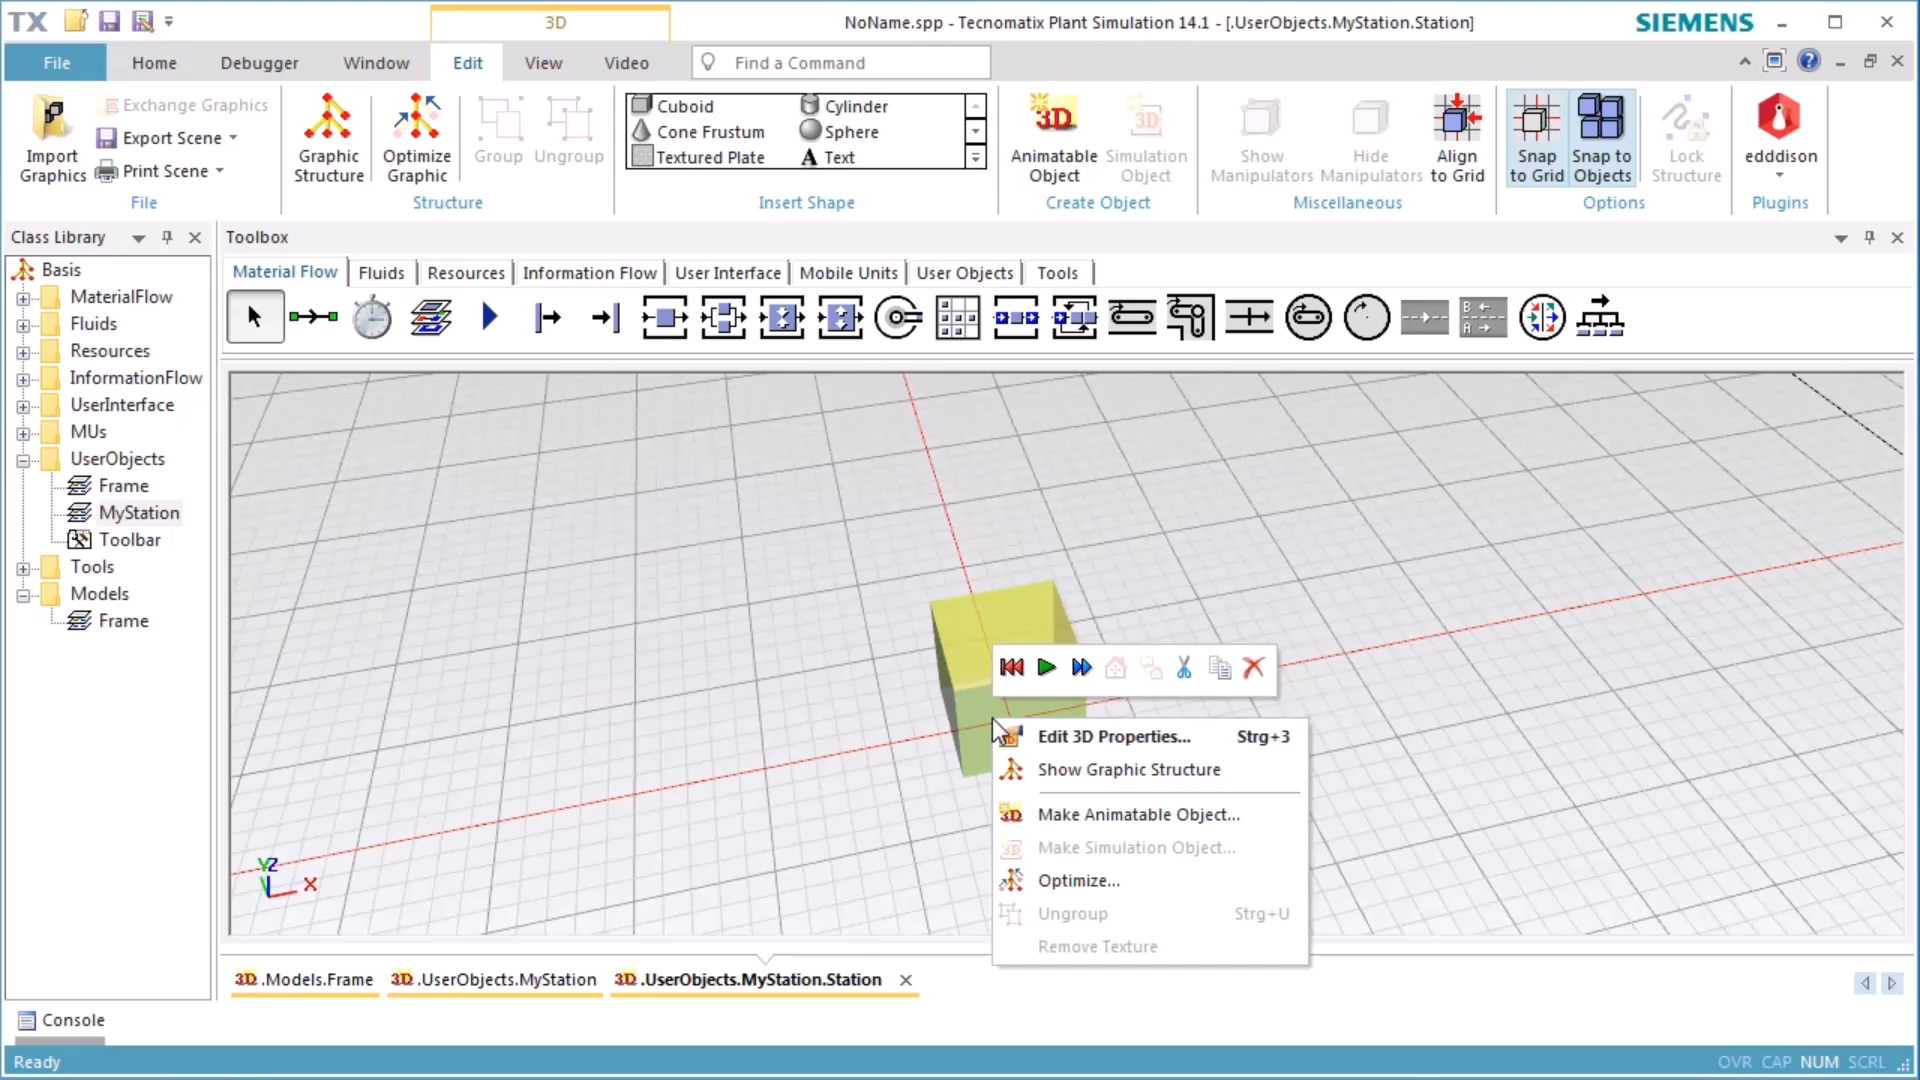 TX
3D
NoName.spp - Tecnomatix Plant Simulation 14.1 - [.UserObjects.MyStation.Station]
SIEMENS
File Home Debugger Window Edit View Video Find a Command
Import Graphics
Exchange Graphics
Export Scene
Print Scene
File
Graphic Structure
Optimize Graphic
Group
Ungroup
Structure
Cuboid
Cylinder
Cone Frustum
Sphere
Textured Plate
A Text
Insert Shape
3D
Animatable Object
3D
Simulation Object
Create Object
Show Manipulators
Hide Manipulators
Align to Grid
Miscellaneous
Snap to Grid
Snap to Objects
Lock Structure
Options
edddison
Plugins
Class Library
Basis
MaterialFlow
Fluids
Resources
InformationFlow
UserInterface
MUs
UserObjects
Frame
MyStation
Toolbar
Tools
Models
Frame
Toolbox
Material Flow Fluids Resources Information Flow User Interface Mobile Units User Objects Tools
B
A
Edit 3D Properties... Strg+3
Show Graphic Structure
3D Make Animatable Object...
3D Make Simulation Object...
Optimize...
Ungroup Strg+U
Remove Texture
Y Z
X
3D .Models.Frame 3D .UserObjects.MyStation 3D .UserObjects.MyStation.Station
Console
Ready
OVR CAP NUM SCRL